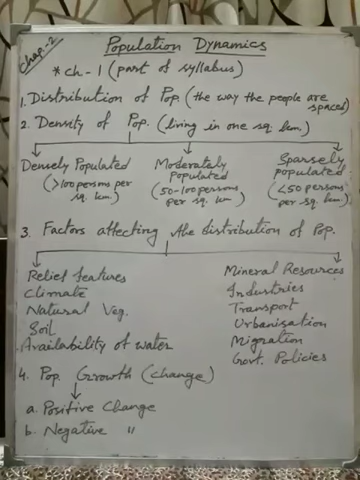 Chap-2
Population Dynamics
* Ch-1 (part of syllabus)
1. Distribution of Pop. (the way the people are spaced)
2. Density of Pop. (living in one sq. km.)
Densely Populated
(>100 persons per sq. km.)
Moderately Populated
(50-100 persons per sq. km)
Sparsely populated
(<50 persons per sq. km.)
3. Factors affecting the distribution of Pop.
Relief features
Climate
Natural Veg.
Soil
Availability of water
Mineral Resources
Industries
Transport
Urbanisation
Migration
Govt. Policies
4. Pop. Growth (change)
a. Positive Change
b. Negative "